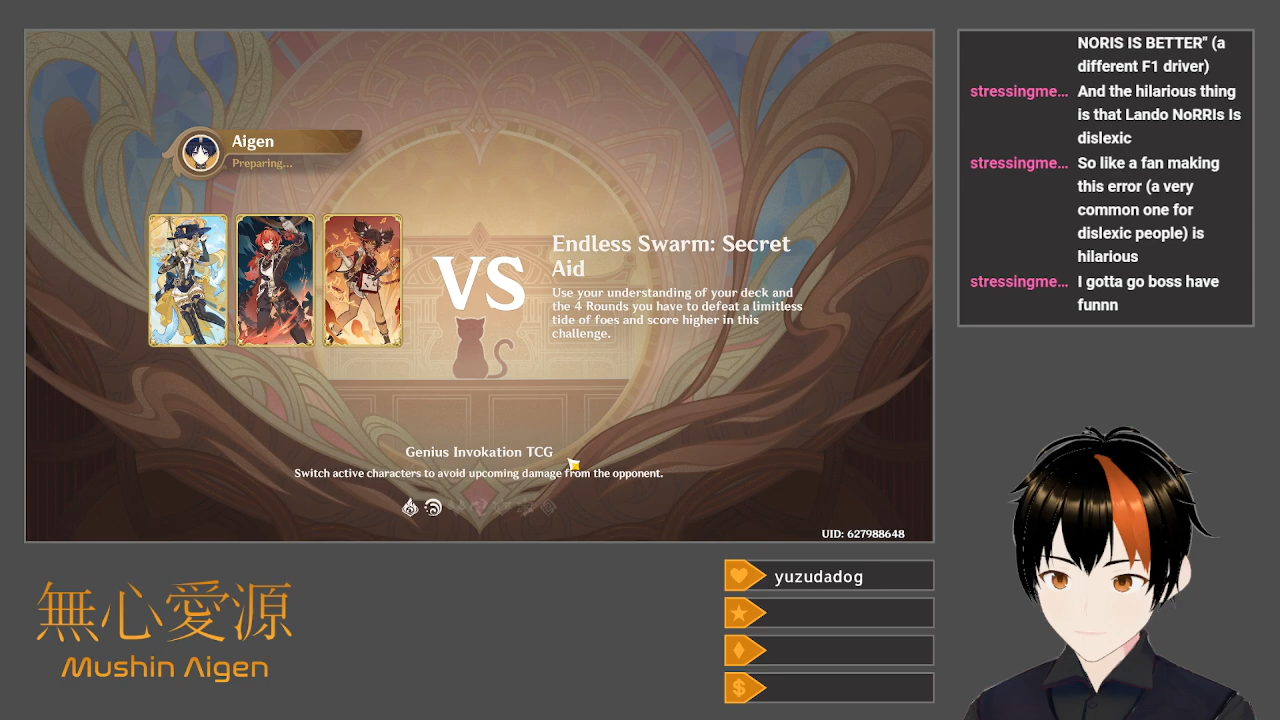 Aigen
Preparing...
VS
Endless Swarm: Secret
Aid
Use your understanding of your deck and
the 4 Rounds you have to defeat a limitless
tide of foes and score higher in this
challenge.
Genius Invokation TCG
Switch active characters to avoid upcoming damage from the opponent.
UID: 627988648
NORIS IS BETTER" (a
different F1 driver)
stressingme... And the hilarious thing
is that Lando NoRRIs Is
dislexic
stressingme... So like a fan making
this error (a very
common one for
dislexic people) is
hilarious
stressingme... I gotta go boss have
funnn
無心愛源
Mushin Aigen
yuzudadog
$